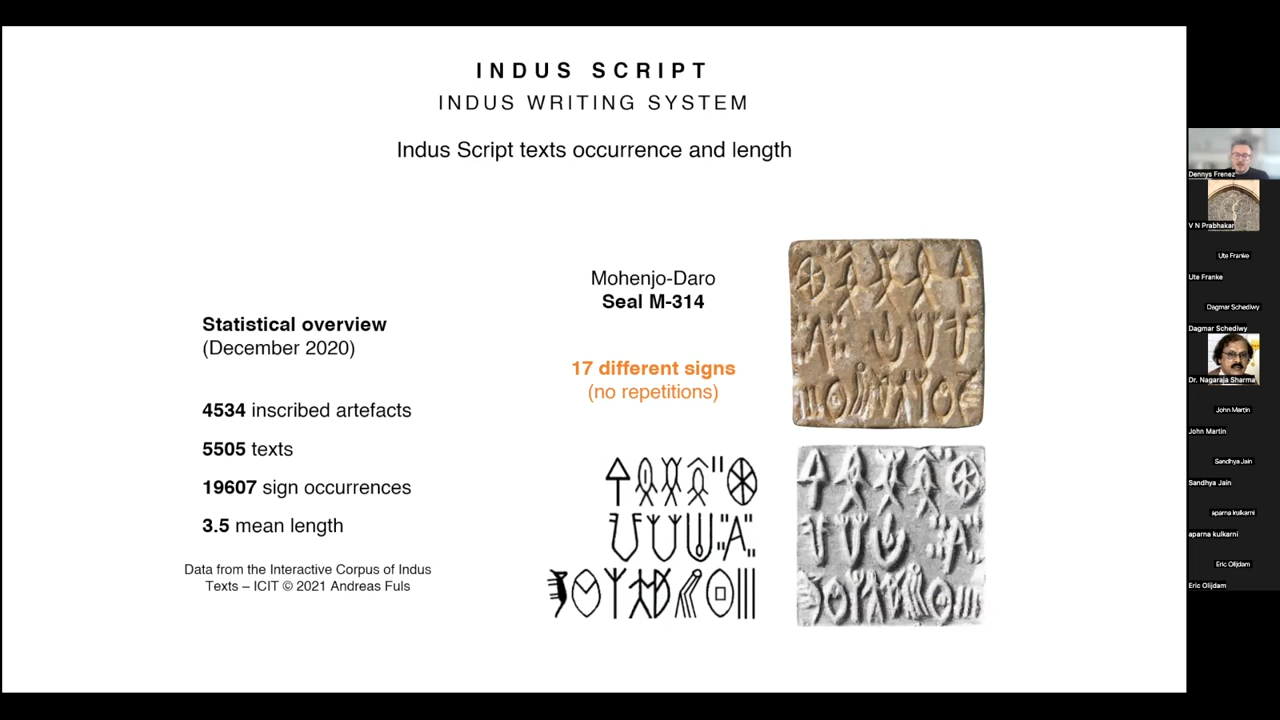 INDUS SCRIPT
INDUS WRITING SYSTEM
Indus Script texts occurrence and length
Statistical overview
(December 2020)
4534 inscribed artefacts
5505 texts
19607 sign occurrences
3.5 mean length
Data from the Interactive Corpus of Indus
Texts – ICIT © 2021 Andreas Fuls
Mohenjo-Daro
Seal M-314
17 different signs
(no repetitions)
Dennys Frenez
V N Prabhakar
Ute Franke
Ute Franke
Dagmar Schediwy
Dagmar Schediwy
Dr. Nagaraja Sharma
John Martin
John Martin
Sandhya Jain
Sandhya Jain
aparna kulkarni
aparna kulkarni
Eric Olijdam
Eric Olijdam